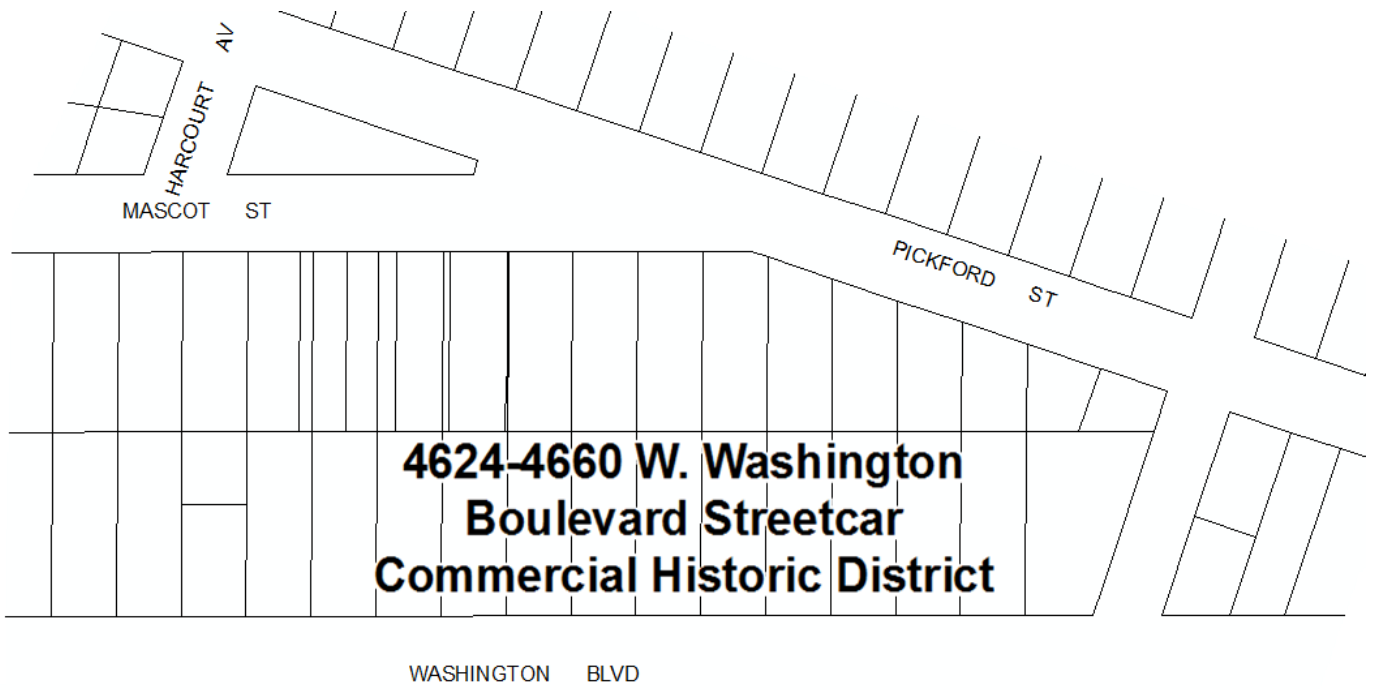 HARCOURT AV
MASCOT ST
PICKFORD ST
4624-4660 W. Washington
Boulevard Streetcar
Commercial Historic District
WASHINGTON BLVD